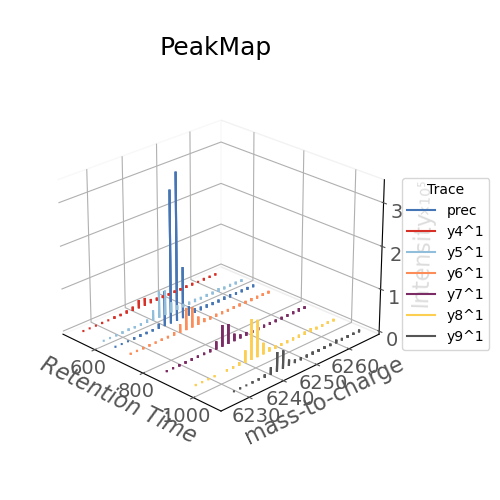 PeakMap
Trace
prec
y4^1
y5^1
y6^1
y7^1
y8^1
y9^1
3
2
1
0
Intensity
600
800
1000
Retention Time
6230
6240
6250
6260
mass-to-charge